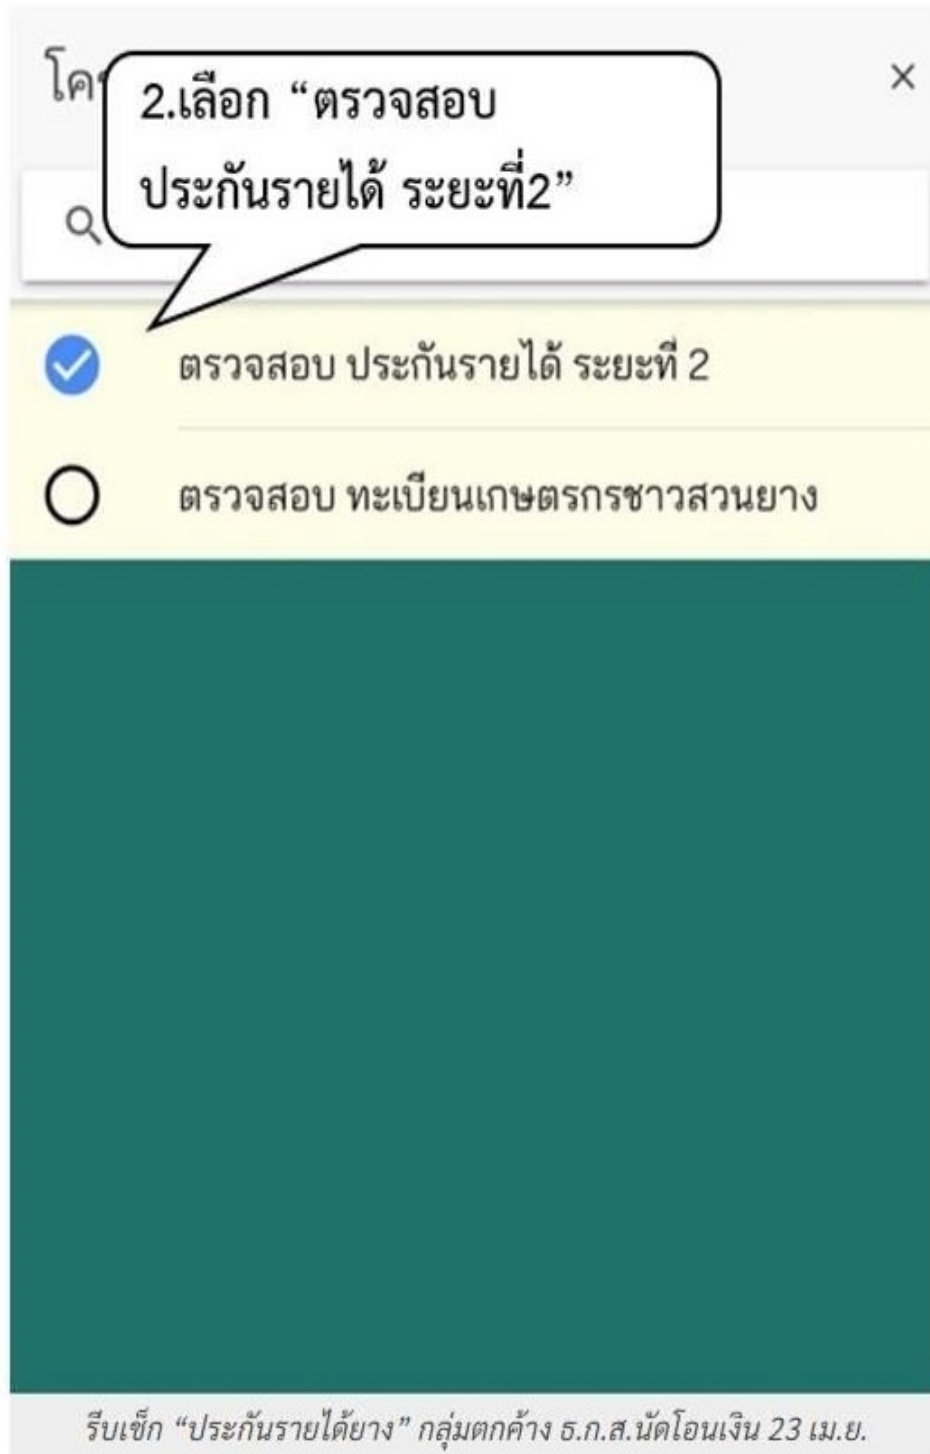 2.เลือก “ตรวจสอบ
ประกันรายได้ ระยะที่2”
ตรวจสอบ ประกันรายได้ ระยะที่ 2
ตรวจสอบ ทะเบียนเกษตรกรชาวสวนยาง
รีบเช็ก “ประกันรายได้ยาง” กลุ่มตกค้าง ธ.ก.ส.นัดโอนเงิน 23 เม.ย.